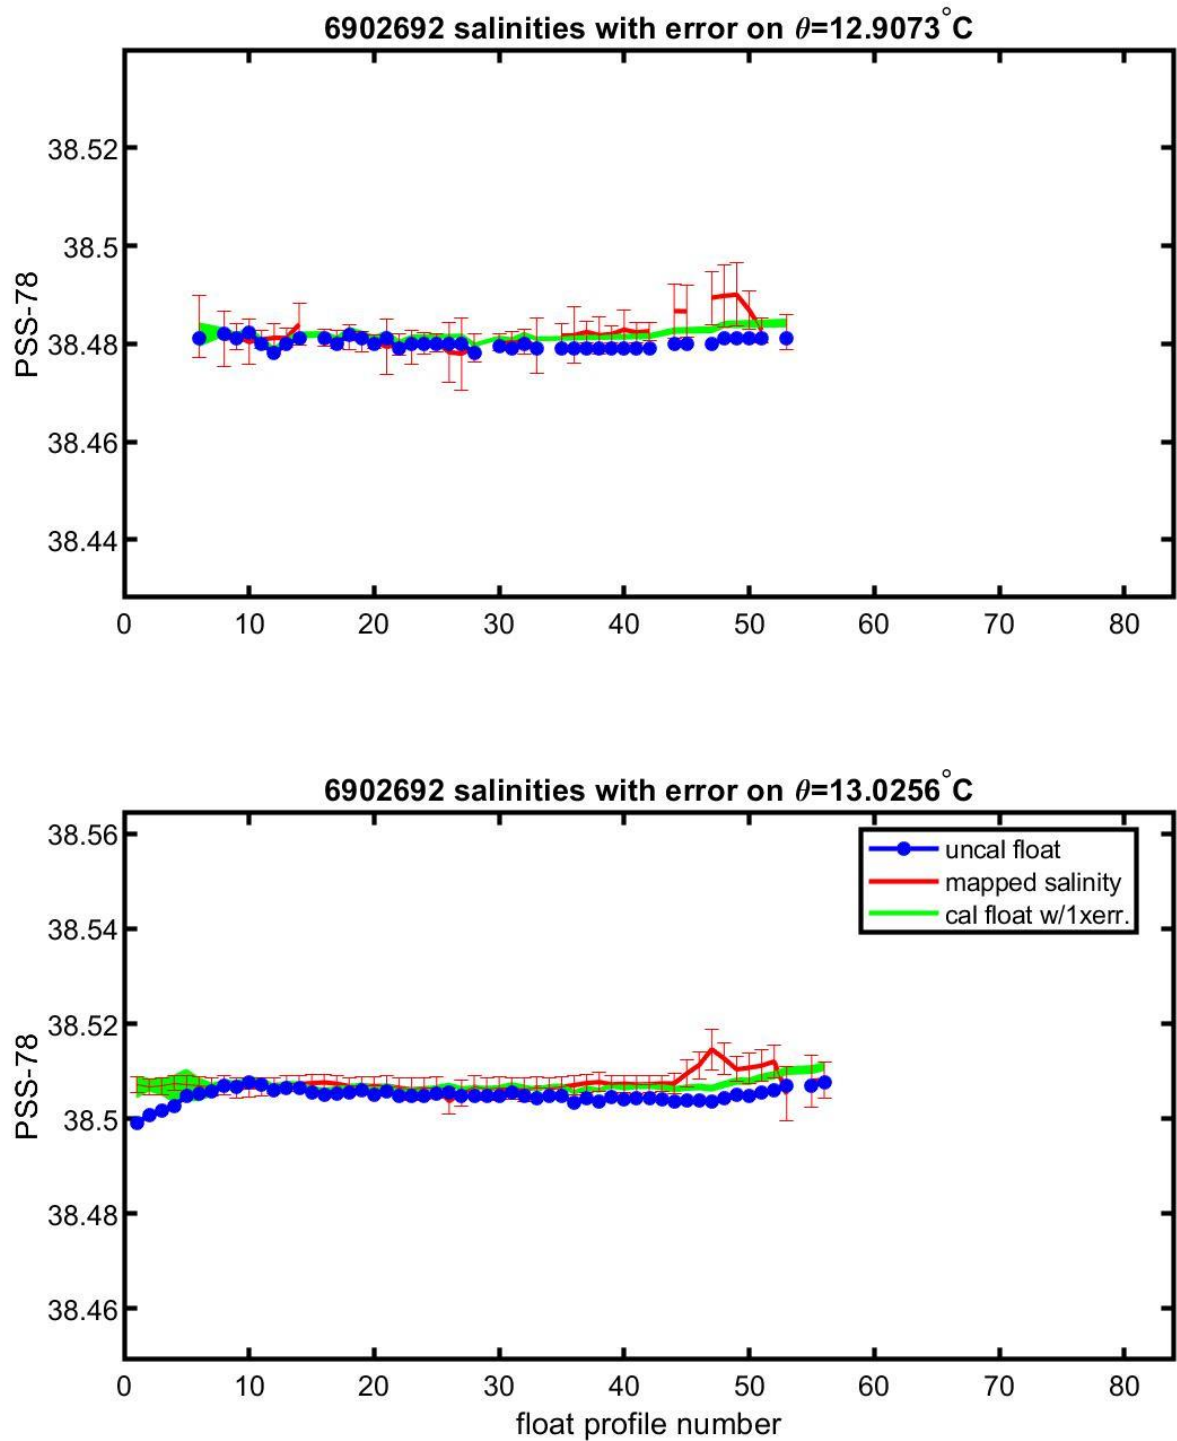 6902692 salinities with error on θ=12.9073°C
PSS-78
38.52
38.5
38.48
38.46
38.44
0 10 20 30 40 50 60 70 80
6902692 salinities with error on θ=13.0256°C
PSS-78
38.56
38.54
38.52
38.5
38.48
38.46
uncal float
mapped salinity
cal float w/1xerr.
0 10 20 30 40 50 60 70 80
float profile number